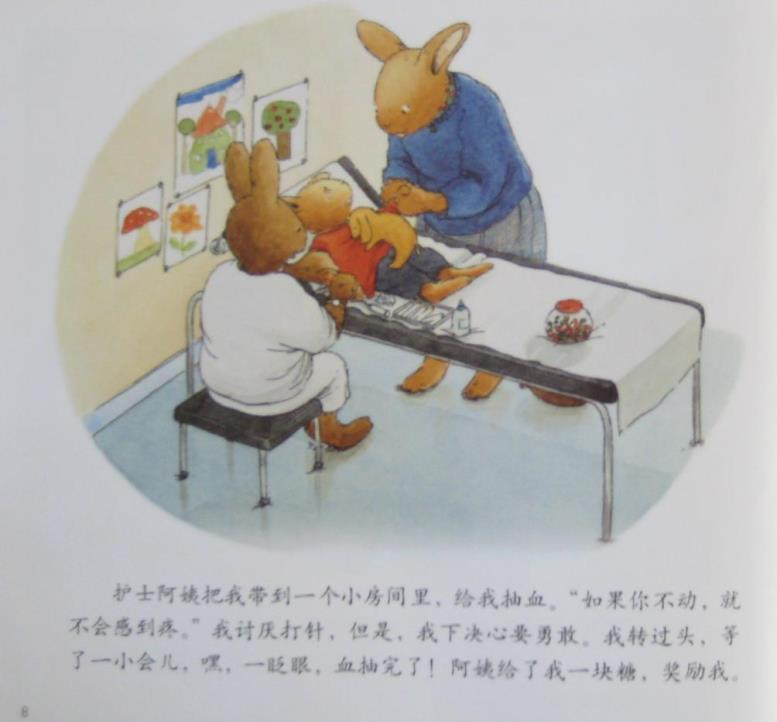 护士阿姨把我带到一个小房间里，给我抽血。“如果你不动，就
不会感到疼。”我讨厌打针，但是，我下决心要勇敢。我转过头，等
了一小会儿，嘿，一眨眼，血抽完了！阿姨给了我一块糖，奖励我。
8